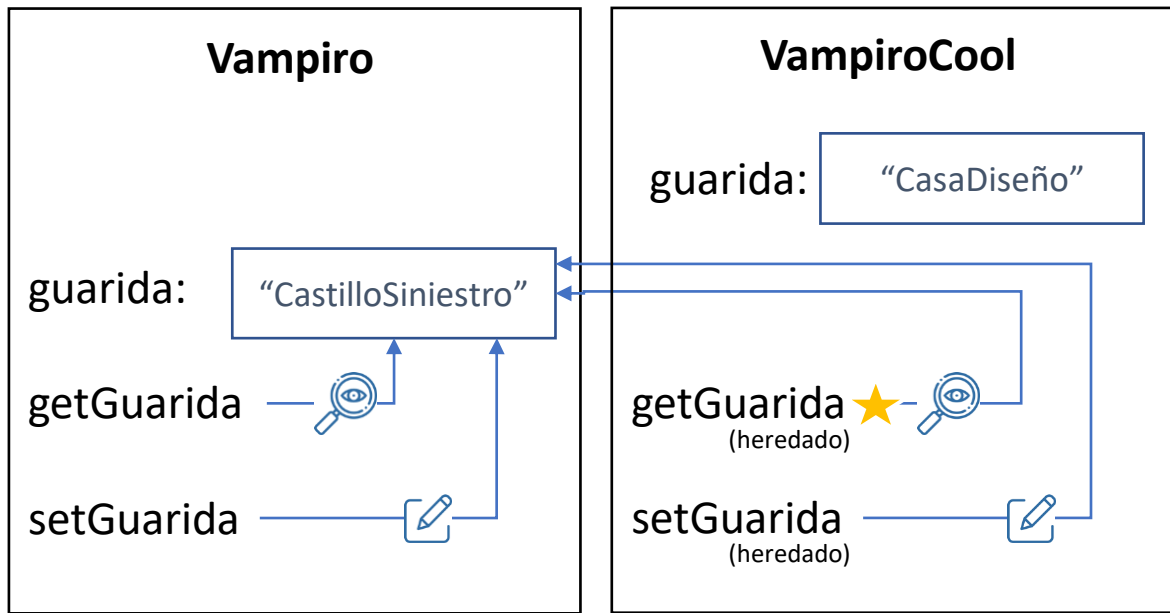 Vampiro
guarida:
“CastilloSiniestro”
getGuarida
setGuarida
VampiroCool
guarida:
“CasaDiseño”
getGuarida
(heredado)
setGuarida
(heredado)